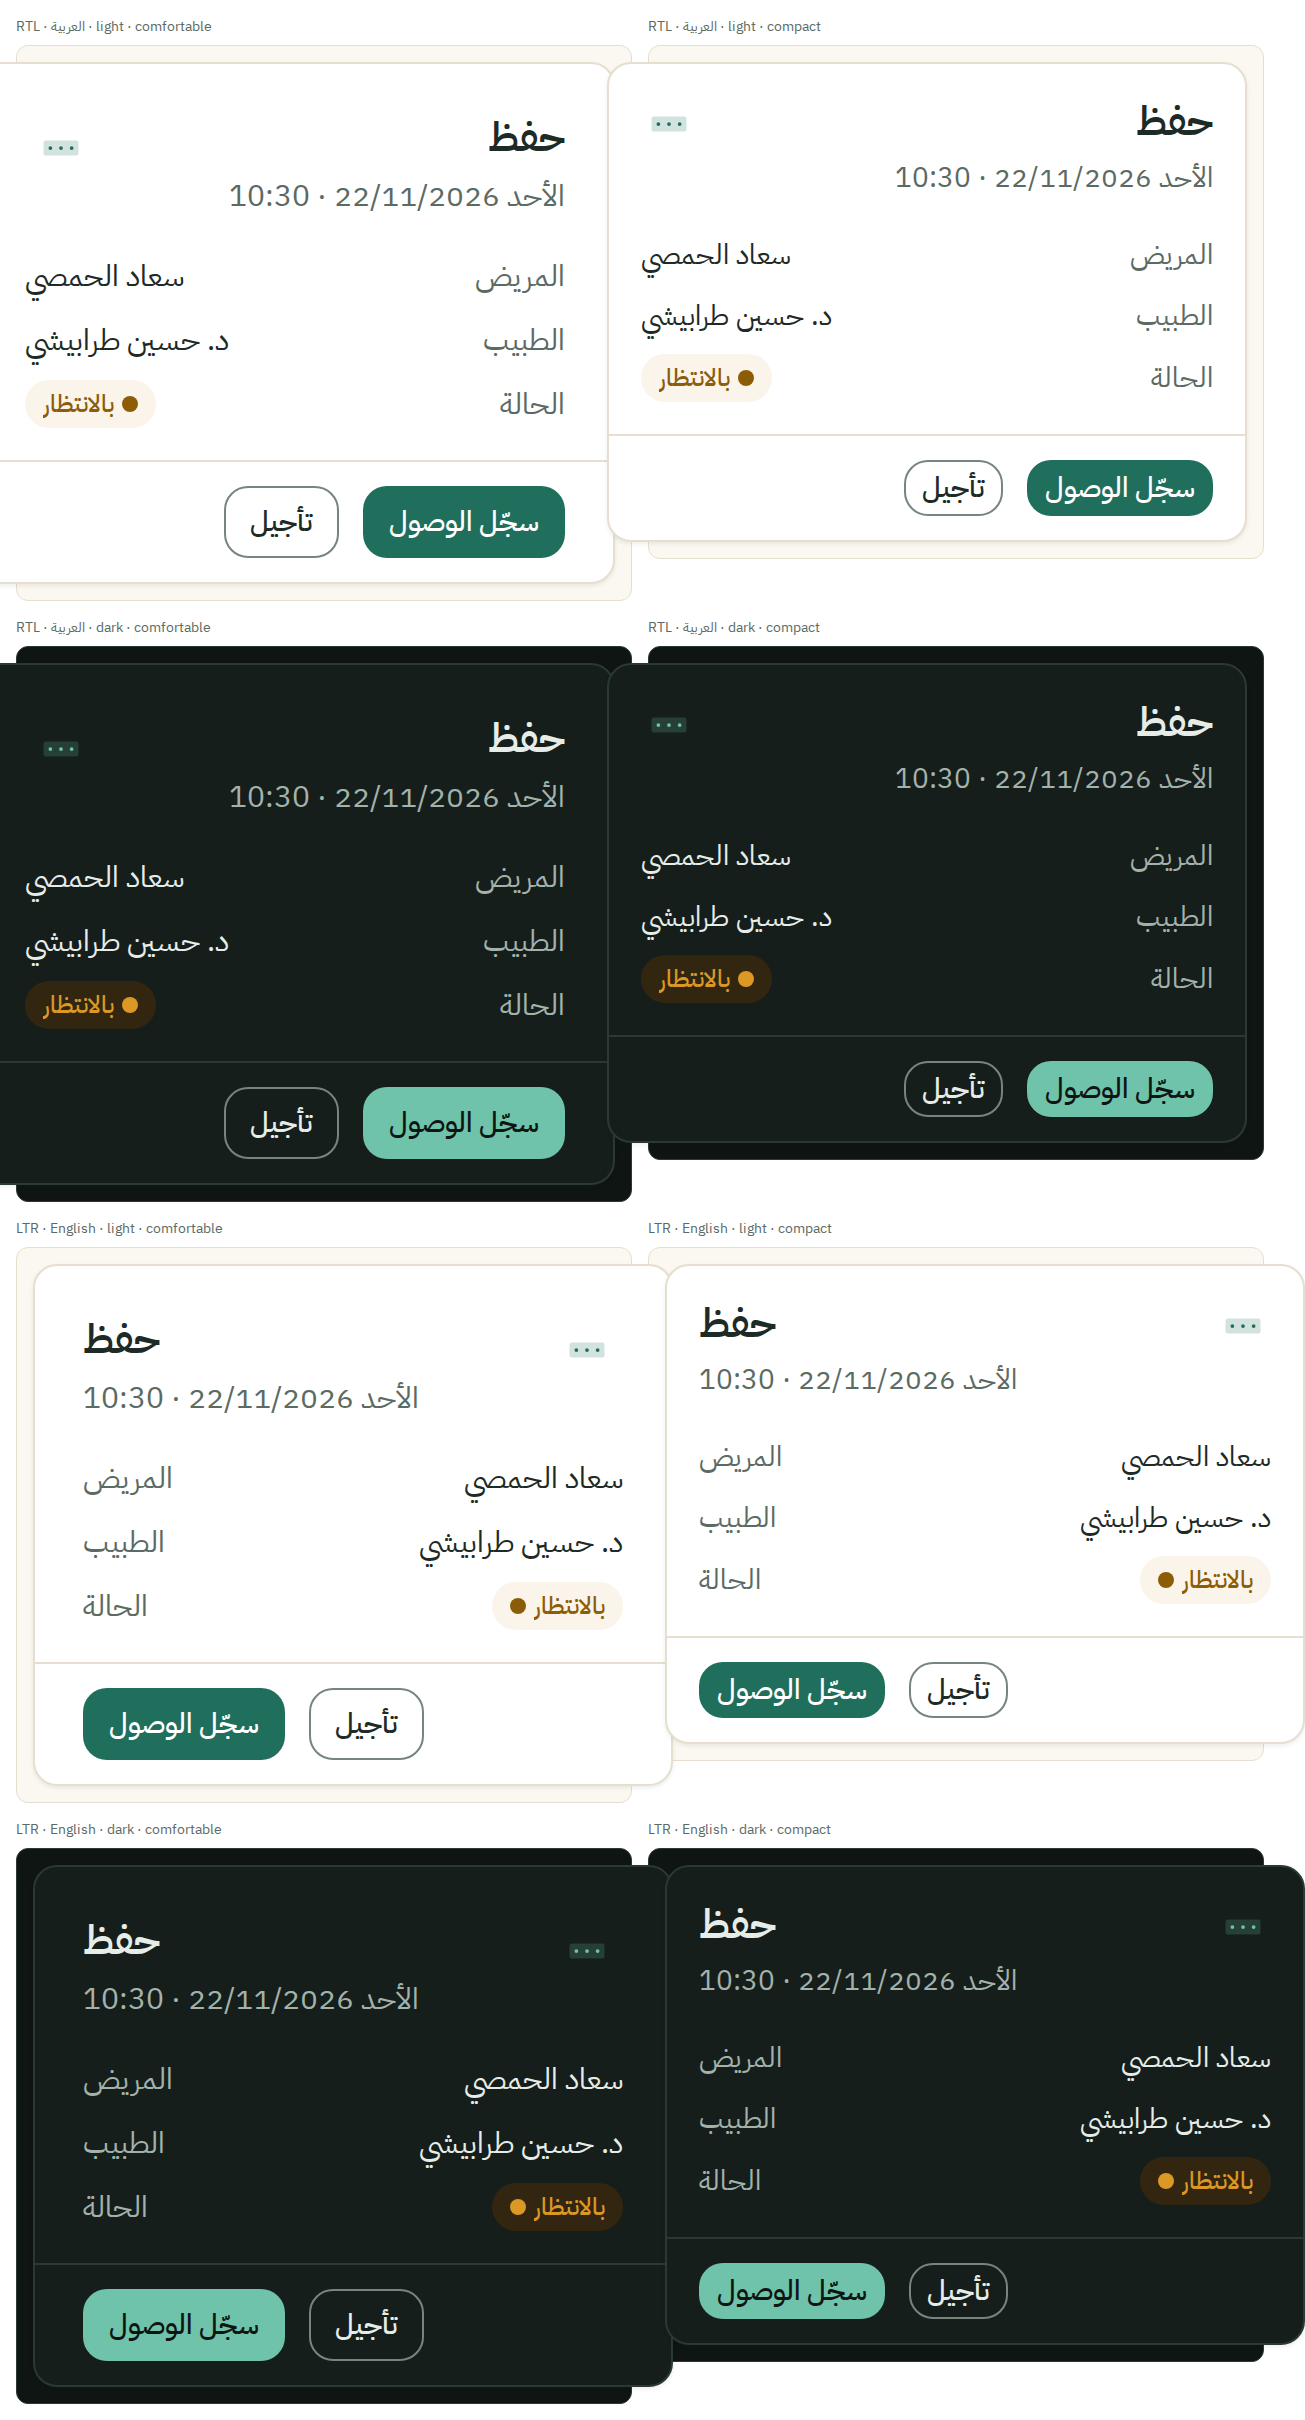 RTL · العربية · light · comfortable
حفظ
...
الأحد 22/11/2026 · 10:30
المريض
سعاد الحمصي
الطبيب
د. حسين طرابيشي
الحالة
بالانتظار
سجّل الوصول
تأجيل
RTL · العربية · light · compact
حفظ
...
الأحد 22/11/2026 · 10:30
المريض
سعاد الحمصي
الطبيب
د. حسين طرابيشي
الحالة
بالانتظار
سجّل الوصول
تأجيل
RTL · العربية · dark · comfortable
حفظ
...
الأحد 22/11/2026 · 10:30
المريض
سعاد الحمصي
الطبيب
د. حسين طرابيشي
الحالة
بالانتظار
سجّل الوصول
تأجيل
RTL · العربية · dark · compact
حفظ
...
الأحد 22/11/2026 · 10:30
المريض
سعاد الحمصي
الطبيب
د. حسين طرابيشي
الحالة
بالانتظار
سجّل الوصول
تأجيل
LTR · English · light · comfortable
حفظ
...
الأحد 22/11/2026 · 10:30
المريض
سعاد الحمصي
الطبيب
د. حسين طرابيشي
الحالة
بالانتظار
سجّل الوصول
تأجيل
LTR · English · light · compact
حفظ
...
الأحد 22/11/2026 · 10:30
المريض
سعاد الحمصي
الطبيب
د. حسين طرابيشي
الحالة
بالانتظار
سجّل الوصول
تأجيل
LTR · English · dark · comfortable
حفظ
...
الأحد 22/11/2026 · 10:30
المريض
سعاد الحمصي
الطبيب
د. حسين طرابيشي
الحالة
بالانتظار
سجّل الوصول
تأجيل
LTR · English · dark · compact
حفظ
...
الأحد 22/11/2026 · 10:30
المريض
سعاد الحمصي
الطبيب
د. حسين طرابيشي
الحالة
بالانتظار
سجّل الوصول
تأجيل